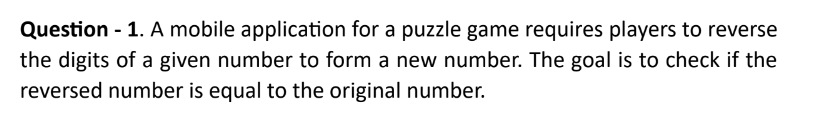 Question - 1. A mobile application for a puzzle game requires players to reverse
the digits of a given number to form a new number. The goal is to check if the
reversed number is equal to the original number.